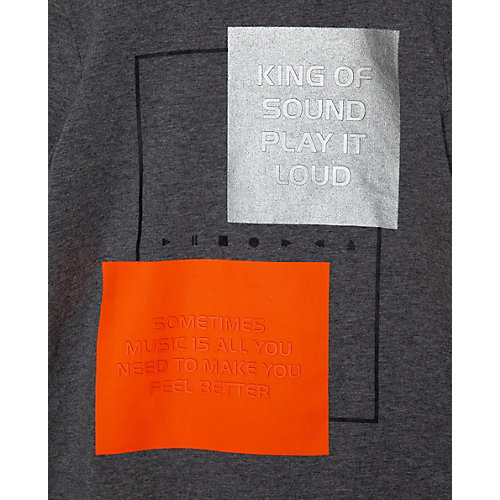 KING OF
SOUND
PLAY IT
LOUD
SOMETIMES
MUSIC IS ALL YOU
NEED TO MAKE YOU
FEEL BETTER